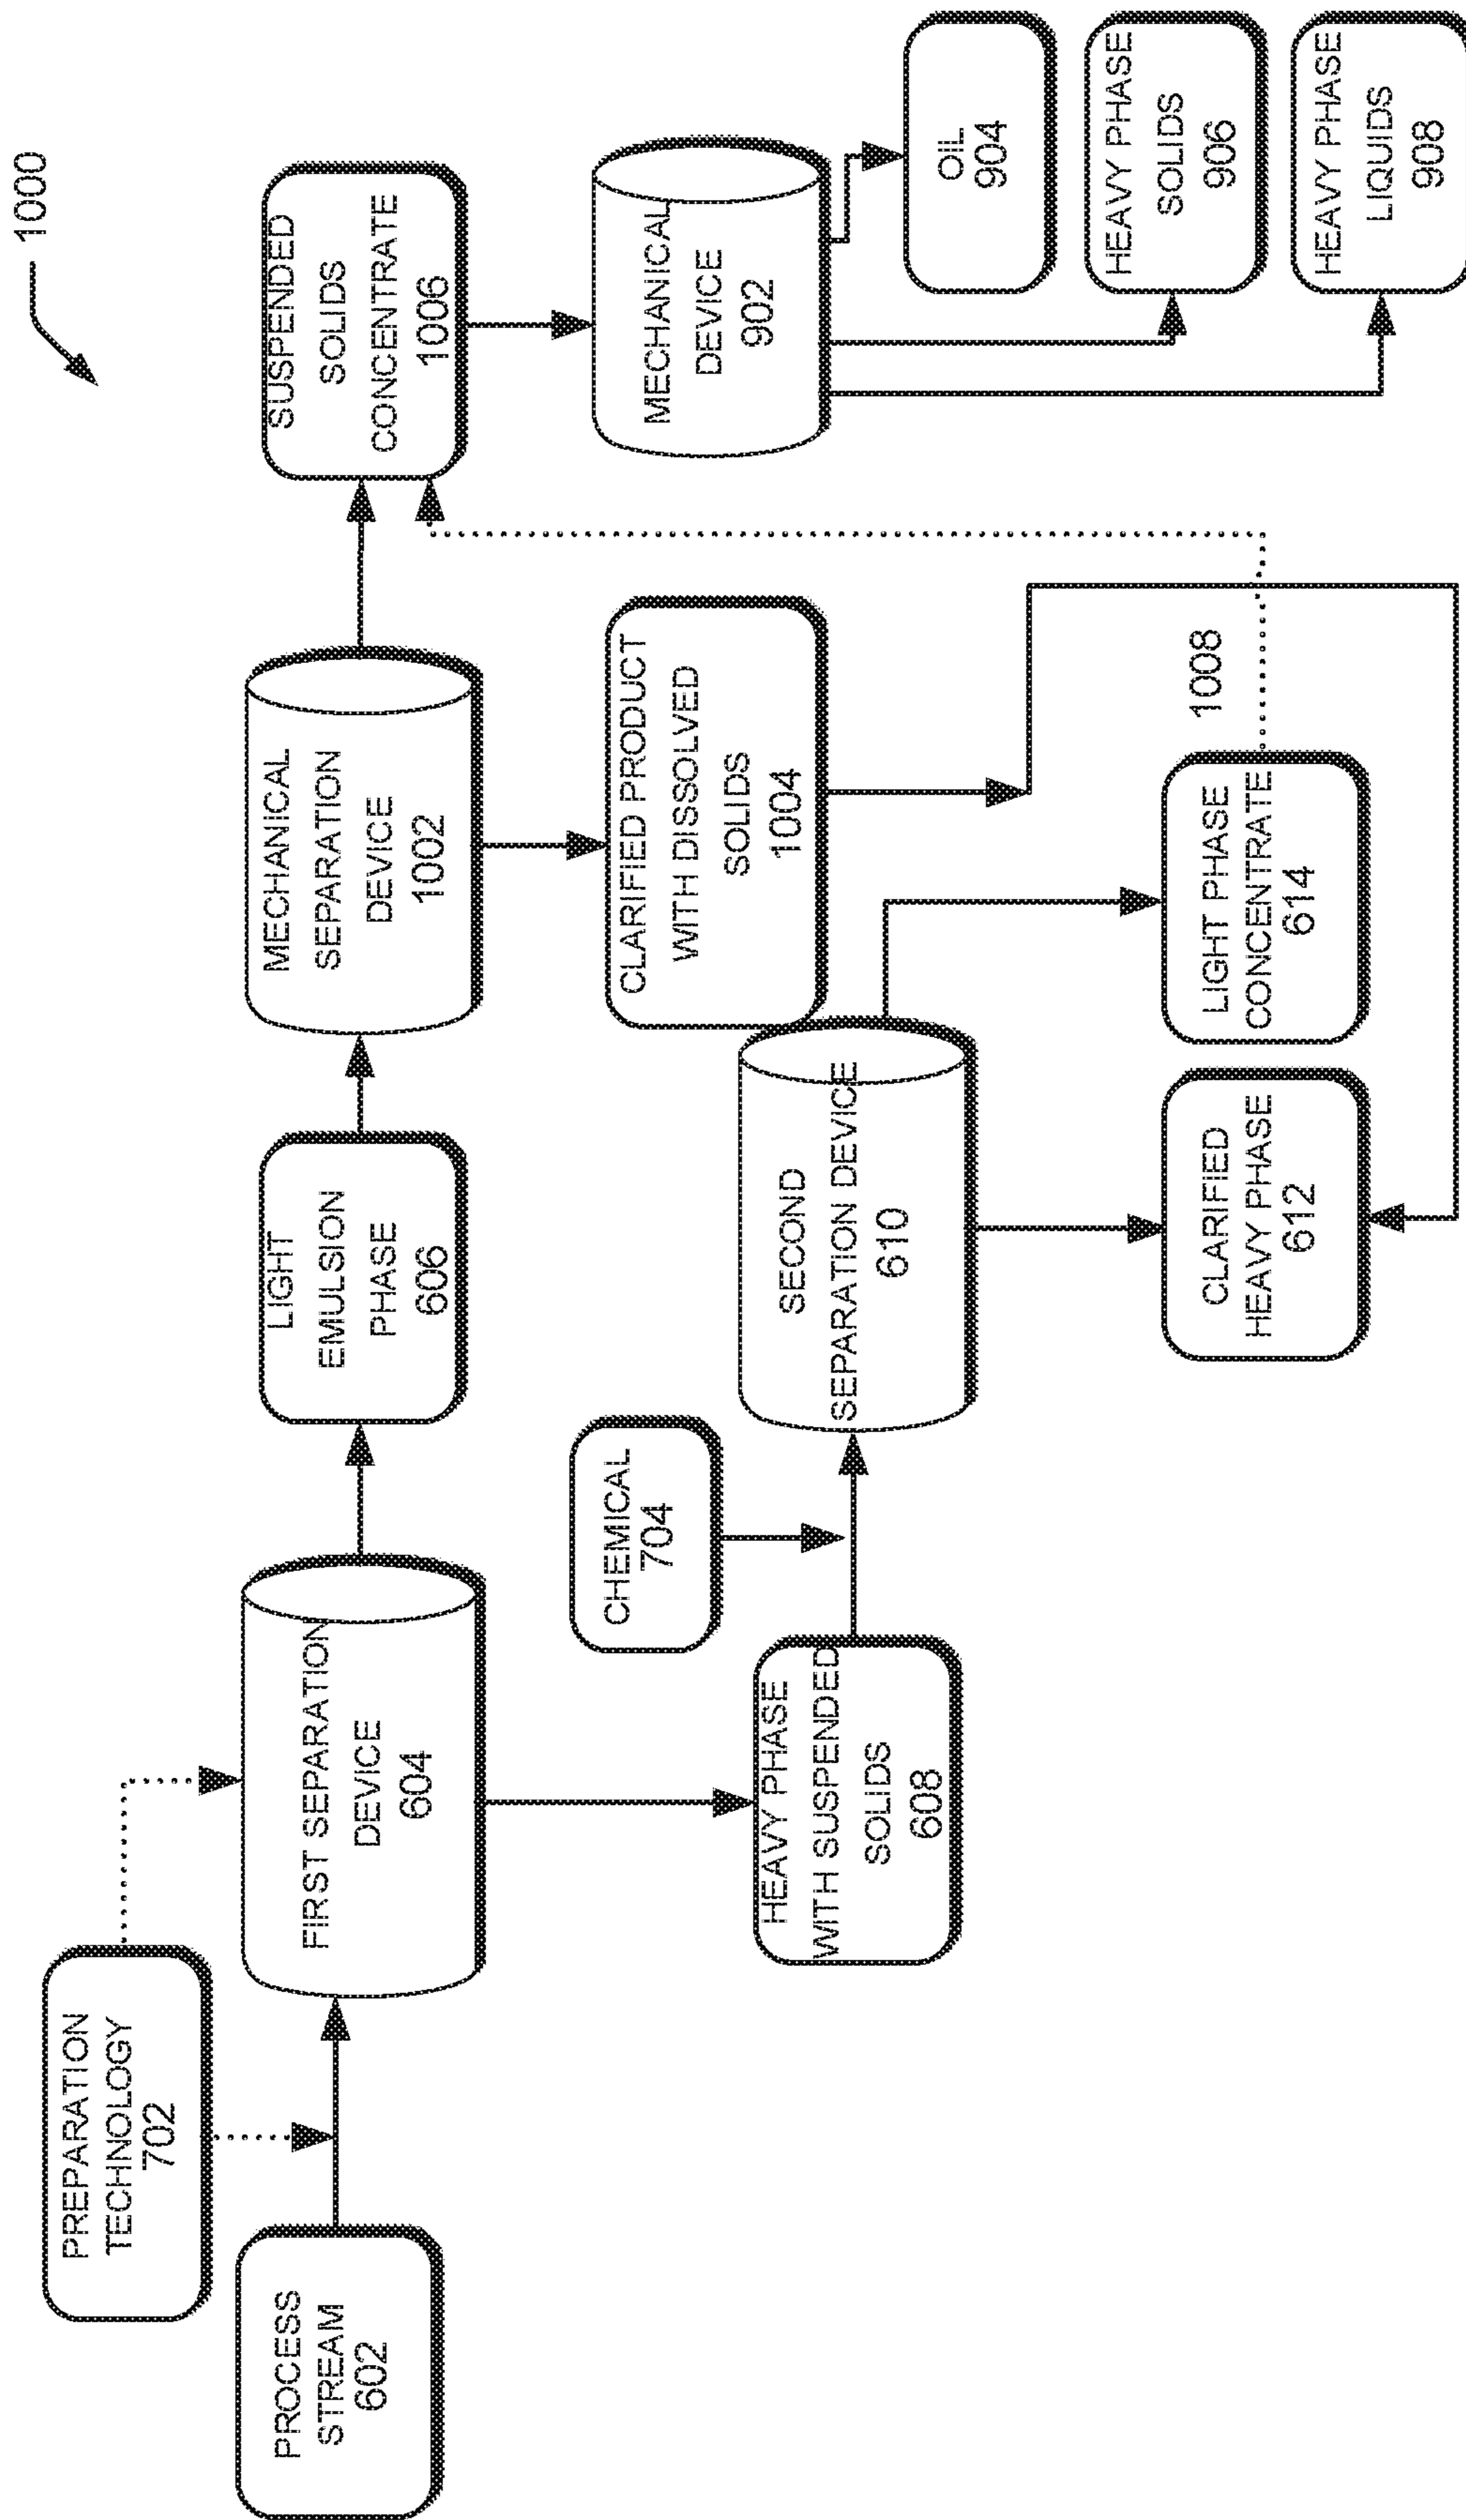 1000
PREPARATION
TECHNOLOGY
702
PROCESS
STREAM
602
FIRST SEPARATION
DEVICE
604
LIGHT
EMULSION
PHASE
606
MECHANICAL
SEPARATION
DEVICE
1002
SUSPENDED
SOLIDS
CONCENTRATE
1006
CHEMICAL
704
HEAVY PHASE
WITH SUSPENDED
SOLIDS
608
SECOND
SEPARATION DEVICE
610
CLARIFIED PRODUCT
WITH DISSOLVED
SOLIDS
1004
MECHANICAL
DEVICE
902
CLARIFIED
HEAVY PHASE
612
LIGHT PHASE
CONCENTRATE
614
1008
OIL
904
HEAVY PHASE
SOLIDS
906
HEAVY PHASE
LIQUIDS
908